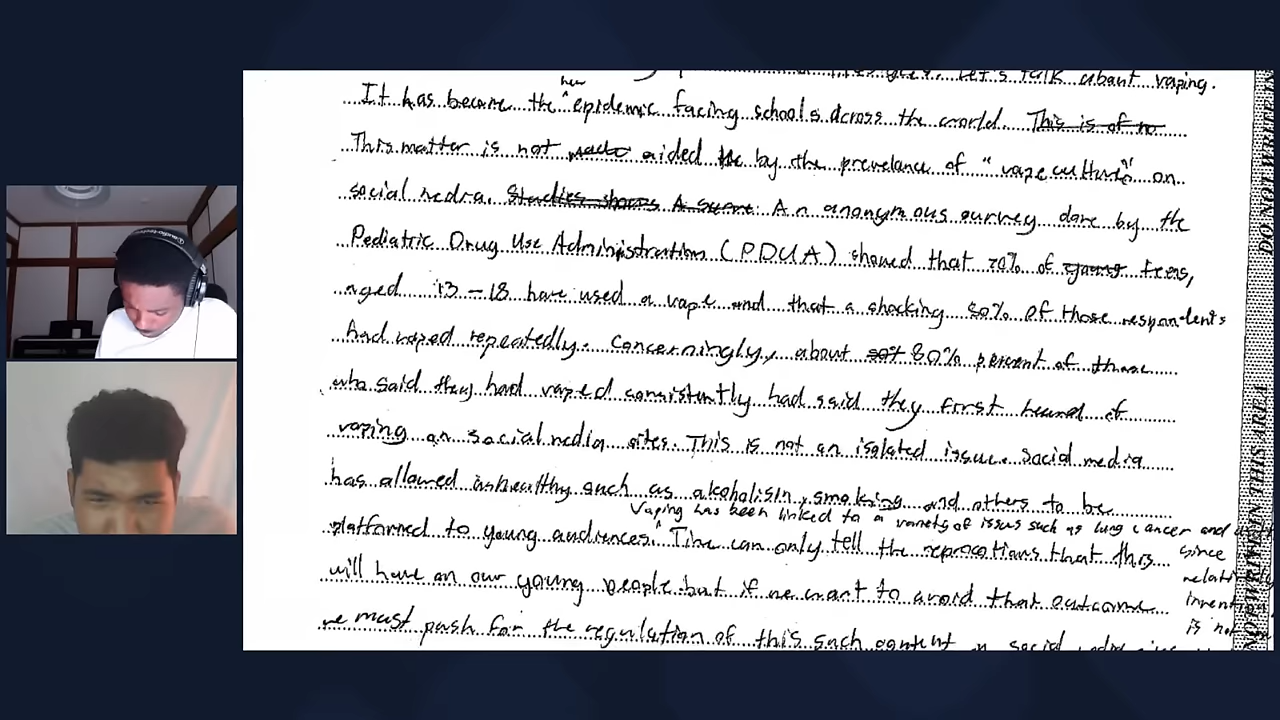 Let's talk about vaping.
new
It has became the ^ epidemic facing schools across the world. This is of no
This matter is not aided by the prevelance of "vape culture" on
social media. Studies shows A surve An anonymous survey done by the
Pediatric Drug Use Administration (PDUA) showed that 70% of young teens,
aged 13-18 have used a vape and that a shocking 50% of those respondents
had vaped repeatedly. Concerningly, about 80% percent of those
who said they had vaped consistently had said they first heard of
vaping on social media sites. This is not an isolated issue. Social media
has allowed unhealthy such as alcoholism, smoking and others to be
Vaping has been linked to a variety of issues such as lung cancer and
platformed to young audiences. ^ Time can only tell the reprocations that this
since
will have on our young people but if we want to avoid that outcome
is
we must push for the regulation of this such content on social
DO NOT WRITE IN THIS AREA